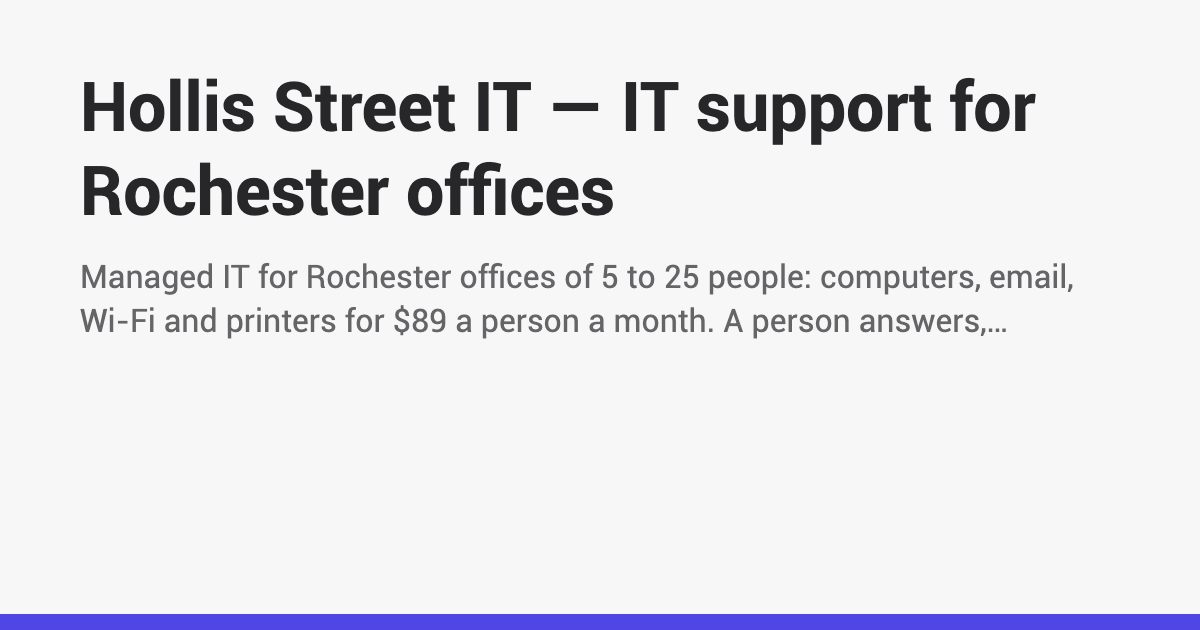 Hollis Street IT — IT support for
Rochester offices
Managed IT for Rochester offices of 5 to 25 people: computers, email,
Wi-Fi and printers for $89 a person a month. A person answers,…